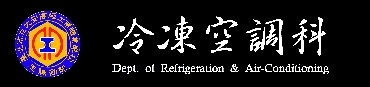 冷凍空調科
Dept. of Refrigeration & Air-Conditioning